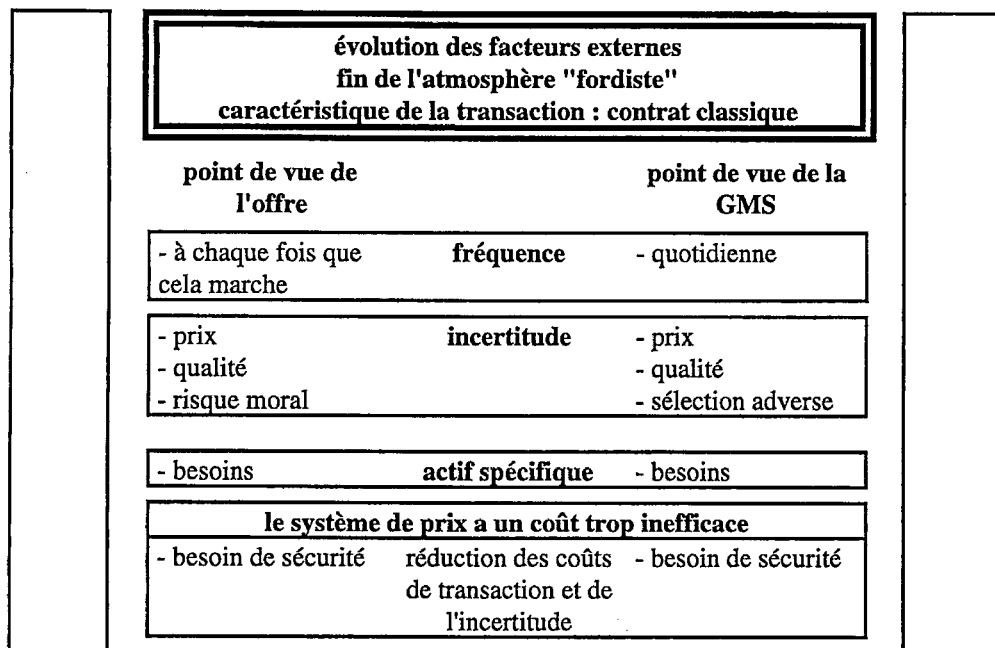 évolution des facteurs externes
fin de l'atmosphère "fordiste"
caractéristique de la transaction : contrat classique
point de vue de l'offre
point de vue de la GMS
- à chaque fois que cela marche
fréquence
- quotidienne
- prix
- qualité
- risque moral
incertitude
- prix
- qualité
- sélection adverse
- besoins
actif spécifique
- besoins
le système de prix a un coût trop inefficace
- besoin de sécurité
réduction des coûts de transaction et de l'incertitude
- besoin de sécurité